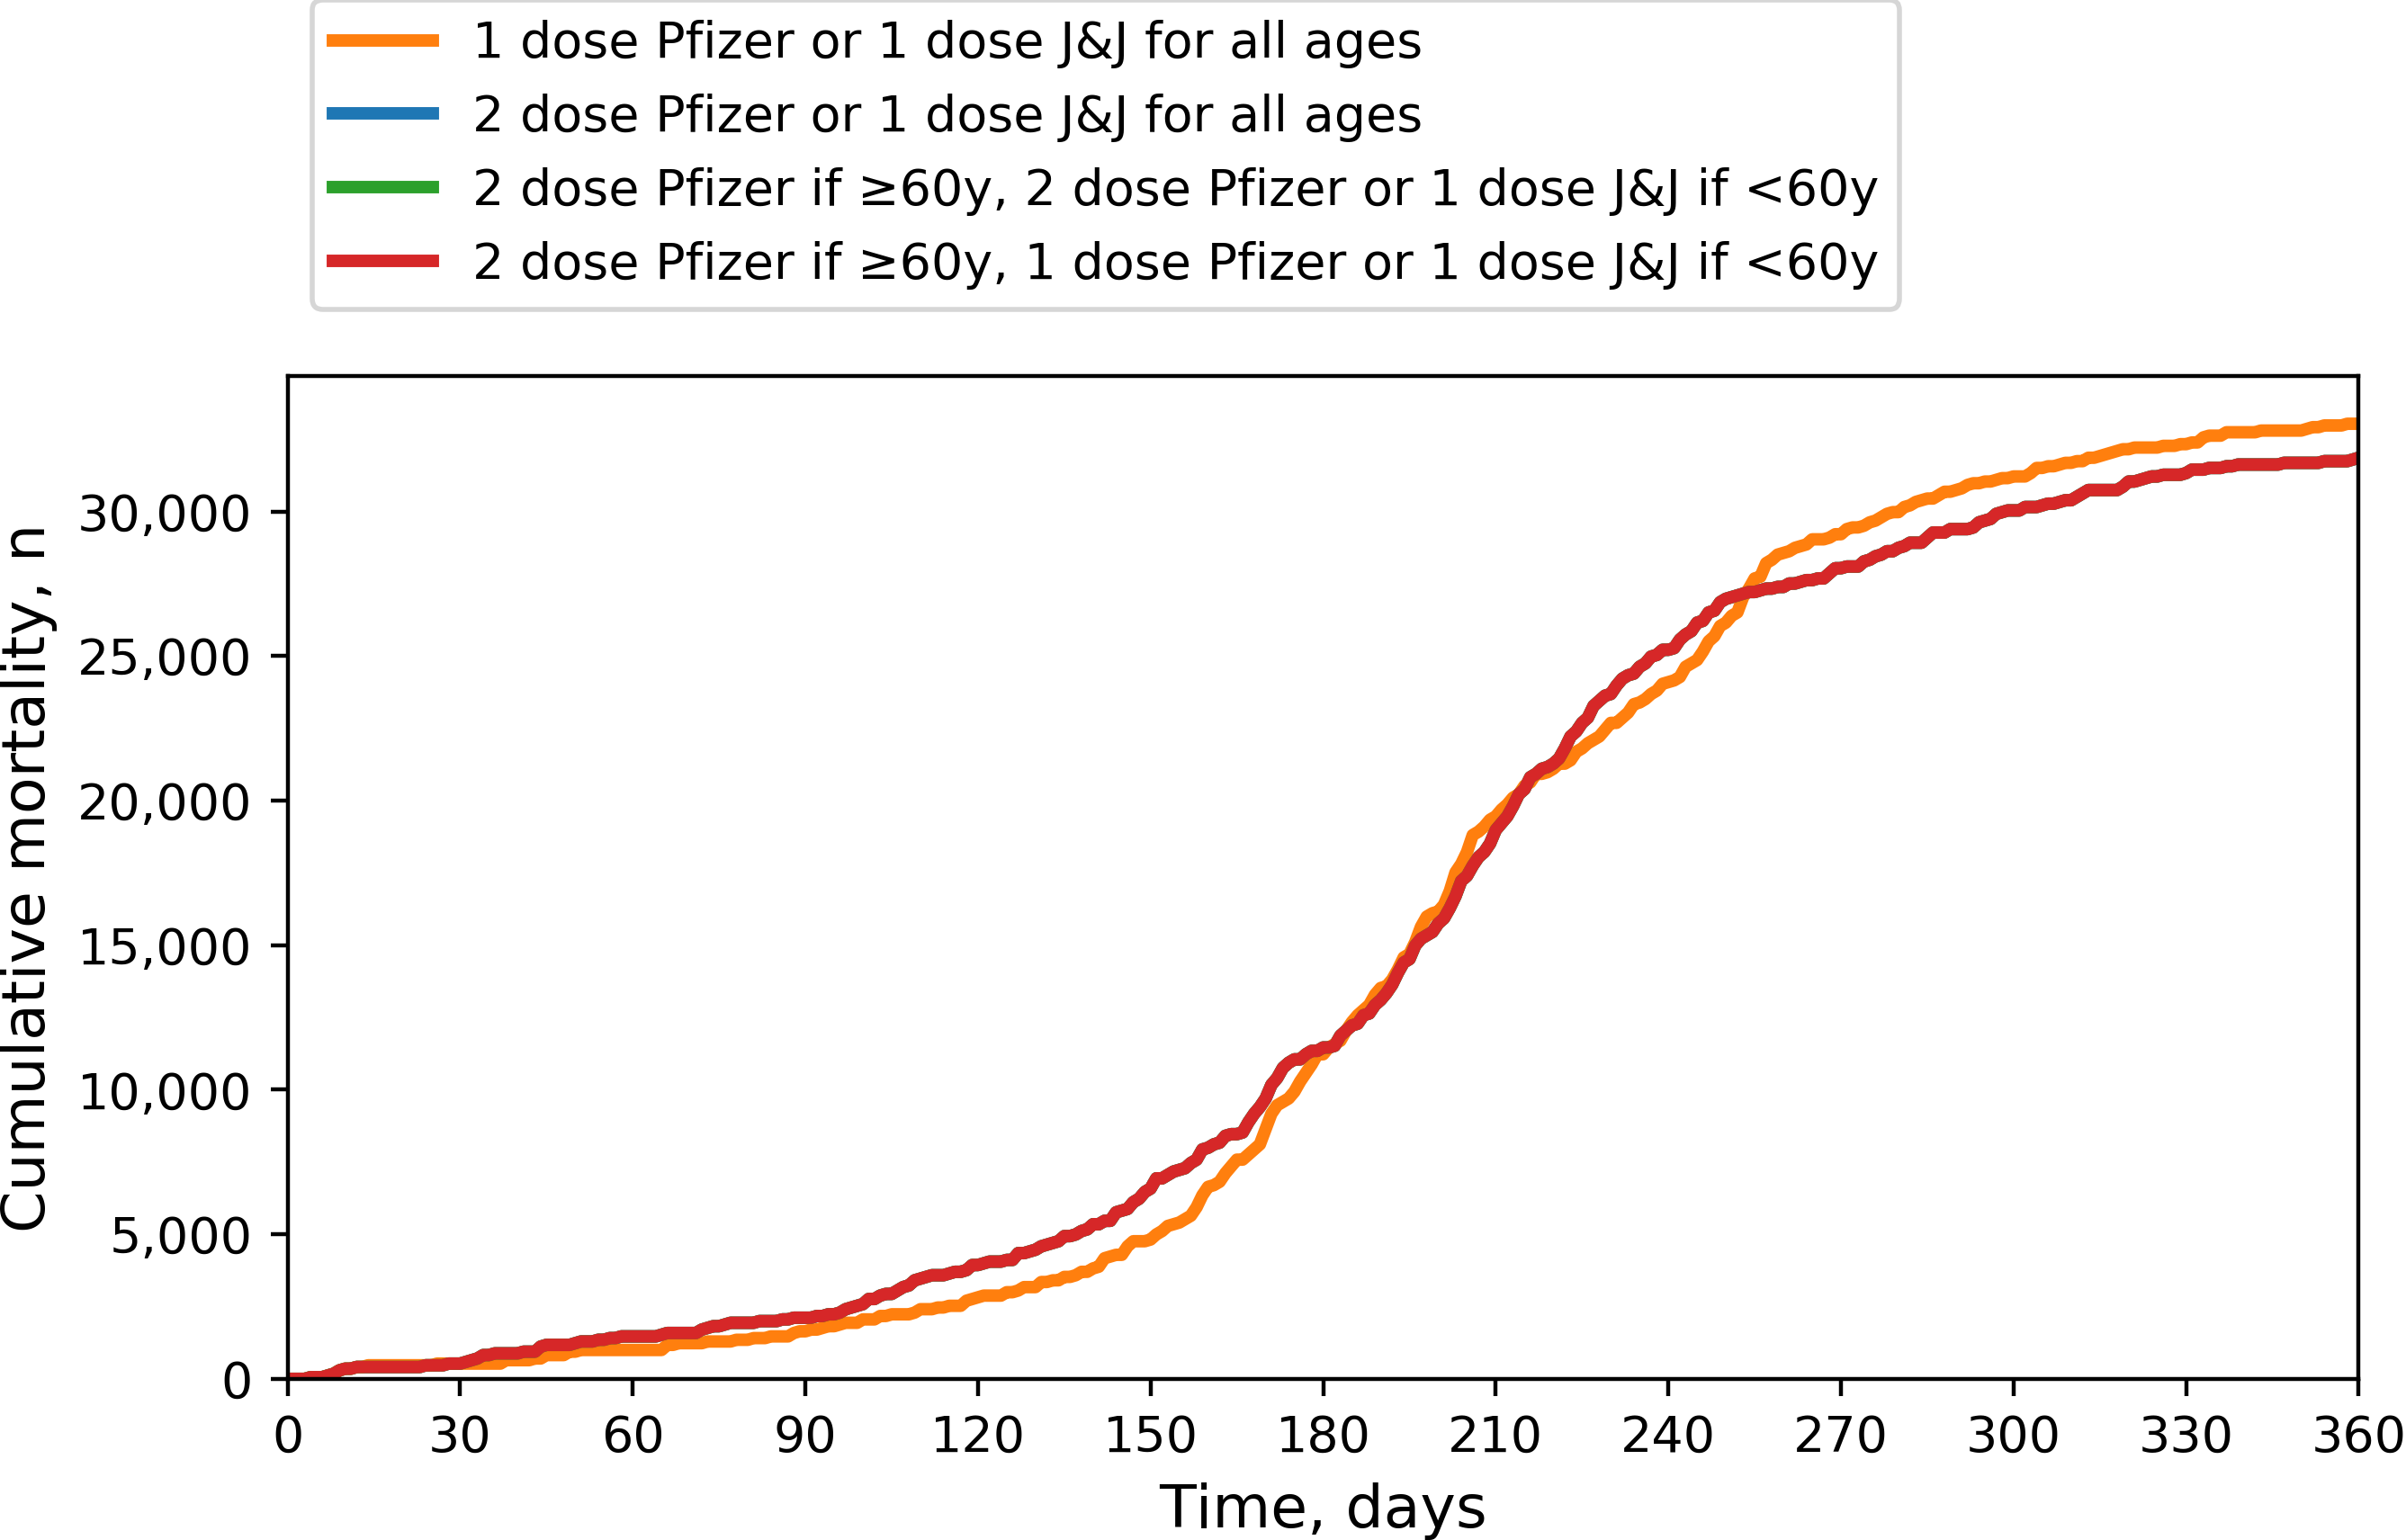 1 dose Pfizer or 1 dose J&J for all ages
2 dose Pfizer or 1 dose J&J for all ages
2 dose Pfizer if ≥60y, 2 dose Pfizer or 1 dose J&J if <60y
2 dose Pfizer if ≥60y, 1 dose Pfizer or 1 dose J&J if <60y
Cumulative mortality, n
30,000
25,000
20,000
15,000
10,000
5,000
0
0 30 60 90 120 150 180 210 240 270 300 330 360
Time, days